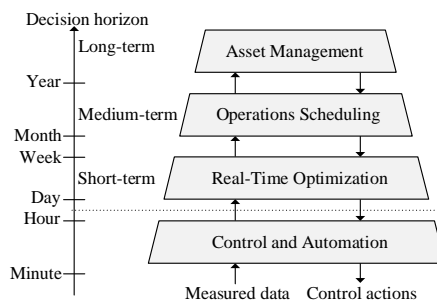 Decision horizon
Long-term
Asset Management
Year
Medium-term
Operations Scheduling
Month
Week
Short-term
Real-Time Optimization
Day
Hour
Control and Automation
Minute
Measured data
Control actions